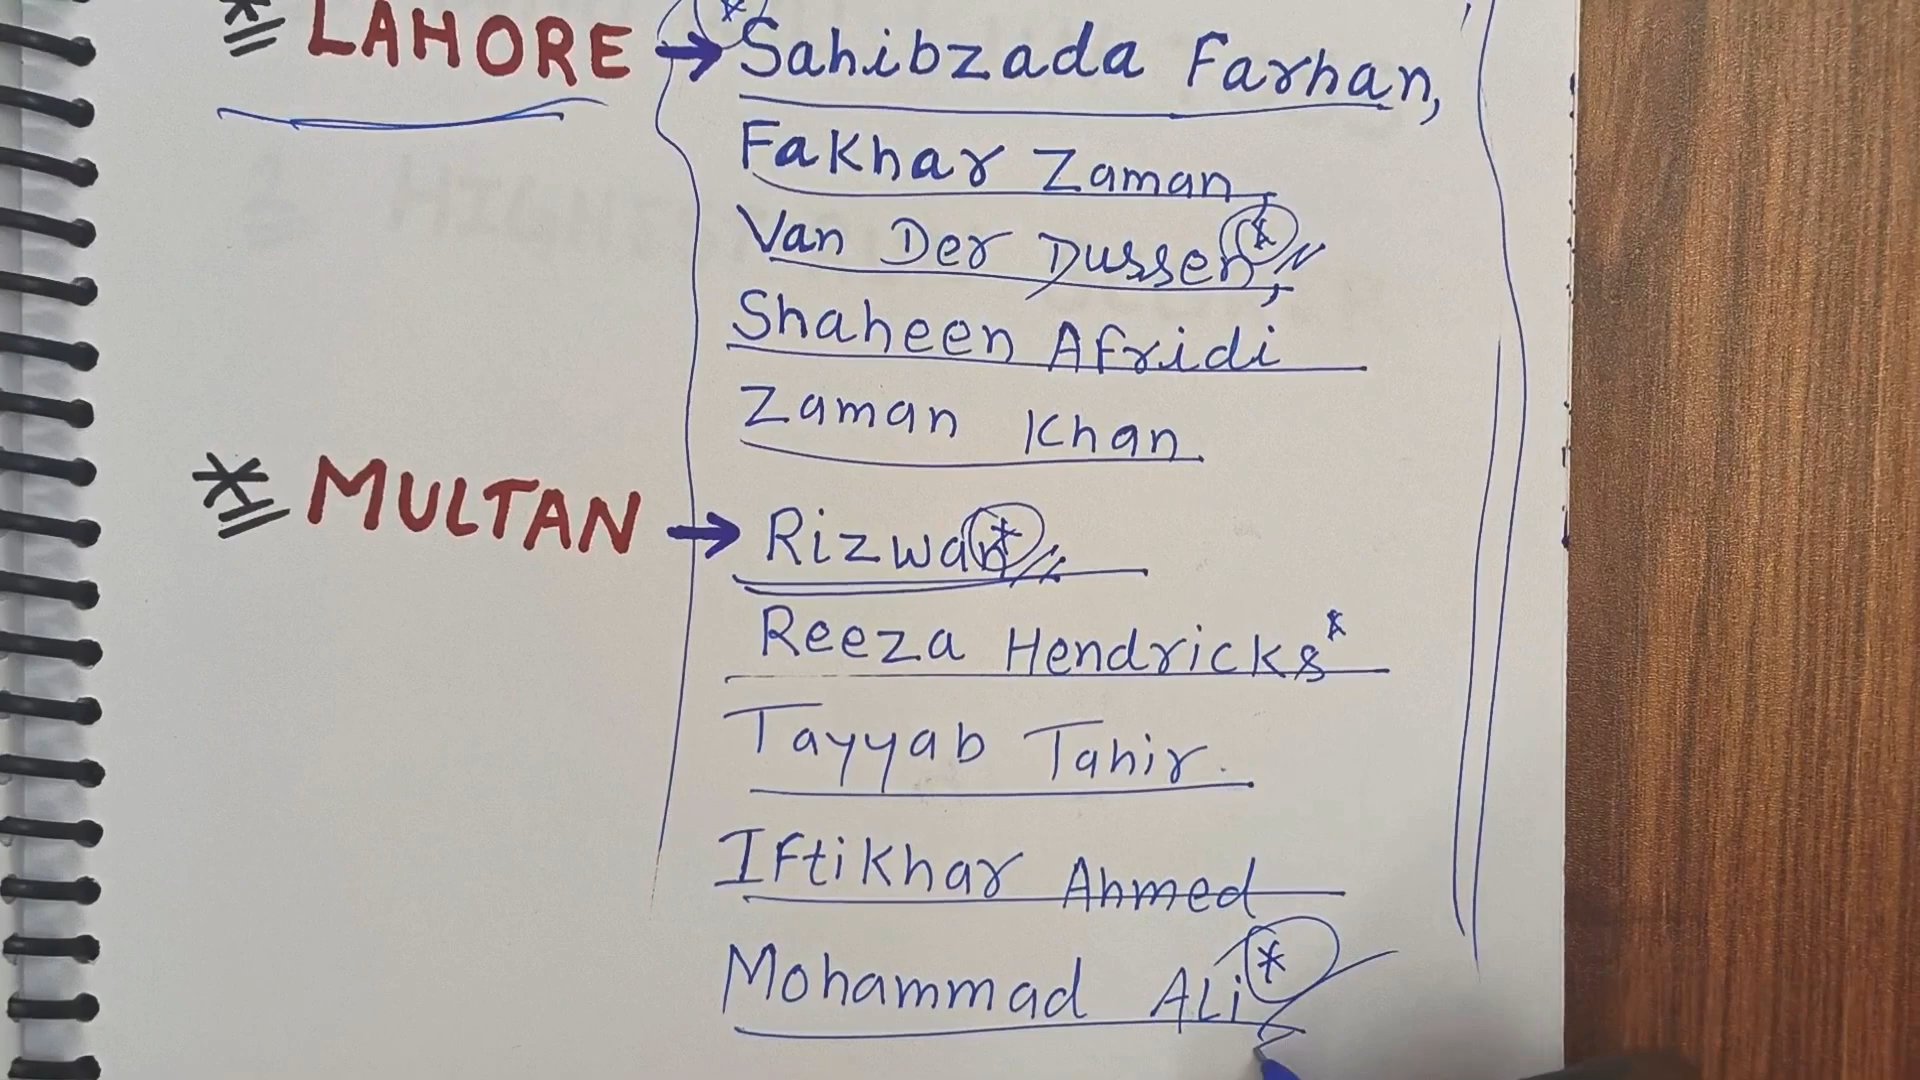 LAHORE → Sahibzada Farhan,
Fakhar Zaman,
Van Der Dussen,
Shaheen Afridi
Zaman Khan
MULTAN → Rizwan
Reeza Hendricks
Tayyab Tahir.
Iftikhar Ahmed
Mohammad ALi